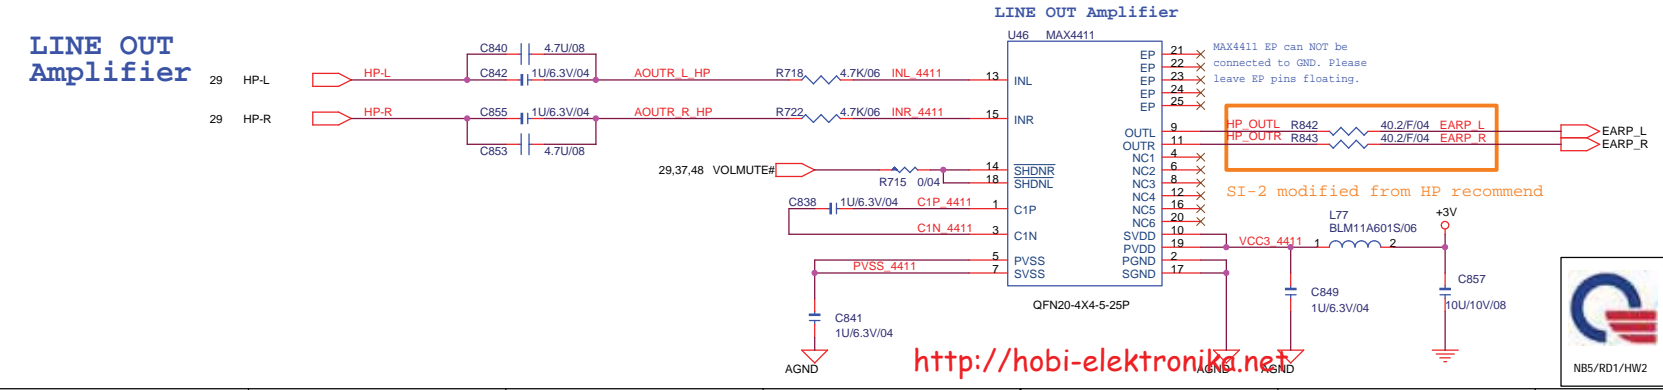 LINE OUT Amplifier
LINE OUT
Amplifier
U46 MAX4411
29 HP-L
HP-L
C840 4.7U/08
C842 1U/6.3V/04
AOUTR_L_HP
R718 4.7K/06
INL_4411
13 INL
29 HP-R
HP-R
C855 1U/6.3V/04
C853 4.7U/08
AOUTR_R_HP
R722 4.7K/06
INR_4411
15 INR
29,37,48 VOLMUTE#
R715 0/04
14 SHDNR
18 SHDNL
C838 1U/6.3V/04
C1P_4411
1 C1P
C1N_4411
3 C1N
PVSS_4411
5 PVSS
7 SVSS
C841
1U/6.3V/04
AGND
EP 21
EP 22
EP 23
EP 24
EP 25
MAX4411 EP can NOT be
connected to GND. Please
leave EP pins floating.
OUTL 9
OUTR 11
NC1 4
NC2 6
NC3 8
NC4 12
NC5 16
NC6 20
SVDD 10
PVDD 19
PGND 2
SGND 17
QFN20-4X4-5-25P
HP_OUTL R842 40.2/F/04 EARP_L
HP_OUTR R843 40.2/F/04 EARP_R
EARP_L
EARP_R
SI-2 modified from HP recommend
VCC3_4411
L77
BLM11A601S/06
1 2
+3V
C849
1U/6.3V/04
C857
10U/10V/08
AGND
AGND
http://hobi-elektronika.net
NB5/RD1/HW2